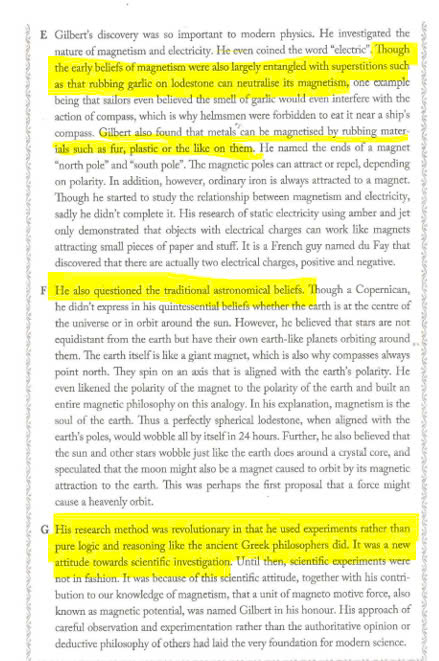 E Gilbert's discovery was so important to modern physics. He investigated the
nature of magnetism and electricity. He even coined the word "electric". Though
the early beliefs of magnetism were also largely entangled with superstitions such
as that rubbing garlic on lodestone can neutralise its magnetism, one example
being that sailors even believed the smell of garlic would even interfere with the
action of compass, which is why helmsmen were forbidden to eat it near a ship's
compass. Gilbert also found that metals can be magnetised by rubbing mater-
ials such as fur, plastic or the like on them. He named the ends of a magnet
"north pole" and "south pole". The magnetic poles can attract or repel, depending
on polarity. In addition, however, ordinary iron is always attracted to a magnet.
Though he started to study the relationship between magnetism and electricity,
sadly he didn't complete it. His research of static electricity using amber and jet
only demonstrated that objects with electrical charges can work like magnets
attracting small pieces of paper and stuff. It is a French guy named du Fay that
discovered that there are actually two electrical charges, positive and negative.
F He also questioned the traditional astronomical beliefs. Though a Copernican,
he didn't express in his quintessential beliefs whether the earth is at the centre of
the universe or in orbit around the sun. However, he believed that stars are not
equidistant from the earth but have their own earth-like planets orbiting around
them. The earth itself is like a giant magnet, which is also why compasses always
point north. They spin on an axis that is aligned with the earth's polarity. He
even likened the polarity of the magnet to the polarity of the earth and built an
entire magnetic philosophy on this analogy. In his explanation, magnetism is the
soul of the earth. Thus a perfectly spherical lodestone, when aligned with the
earth's poles, would wobble all by itself in 24 hours. Further, he also believed that
the sun and other stars wobble just like the earth does around a crystal core, and
speculated that the moon might also be a magnet caused to orbit by its magnetic
attraction to the earth. This was perhaps the first proposal that a force might
cause a heavenly orbit.
G His research method was revolutionary in that he used experiments rather than
pure logic and reasoning like the ancient Greek philosophers did. It was a new
attitude towards scientific investigation. Until then, scientific experiments were
not in fashion. It was because of this scientific attitude, together with his contri-
bution to our knowledge of magnetism, that a unit of magneto motive force, also
known as magnetic potential, was named Gilbert in his honour. His approach of
careful observation and experimentation rather than the authoritative opinion or
deductive philosophy of others had laid the very foundation for modern science.